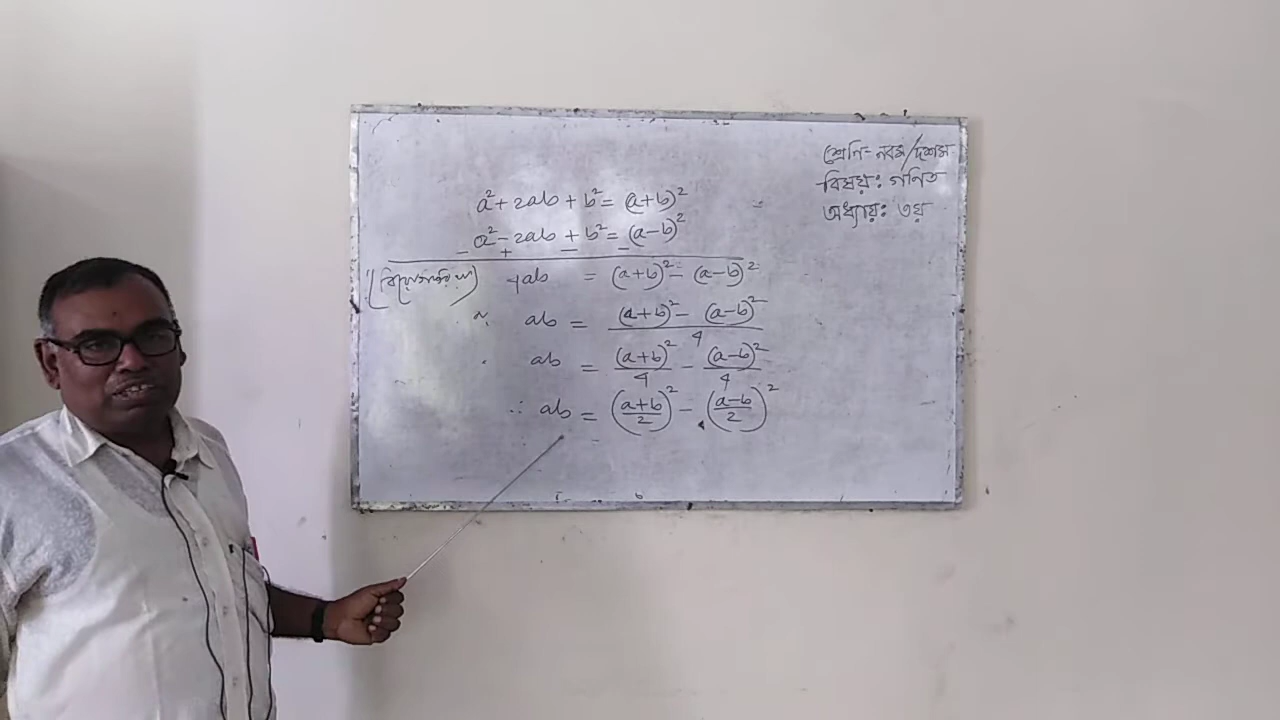 শ্রেণি- নবম/দশম
বিষয়ঃ গণিত
অধ্যায়ঃ ৩য়
a² + 2ab + b² = (a+b)²
a² - 2ab + b² = (a-b)²
- + - -
(বিয়োগ করিয়া) 4ab = (a+b)² - (a-b)²
ab = ((a+b)² - (a-b)²)/4
ab = (a+b)²/4 - (a-b)²/4
∴ ab = ((a+b)/2)² - ((a-b)/2)²